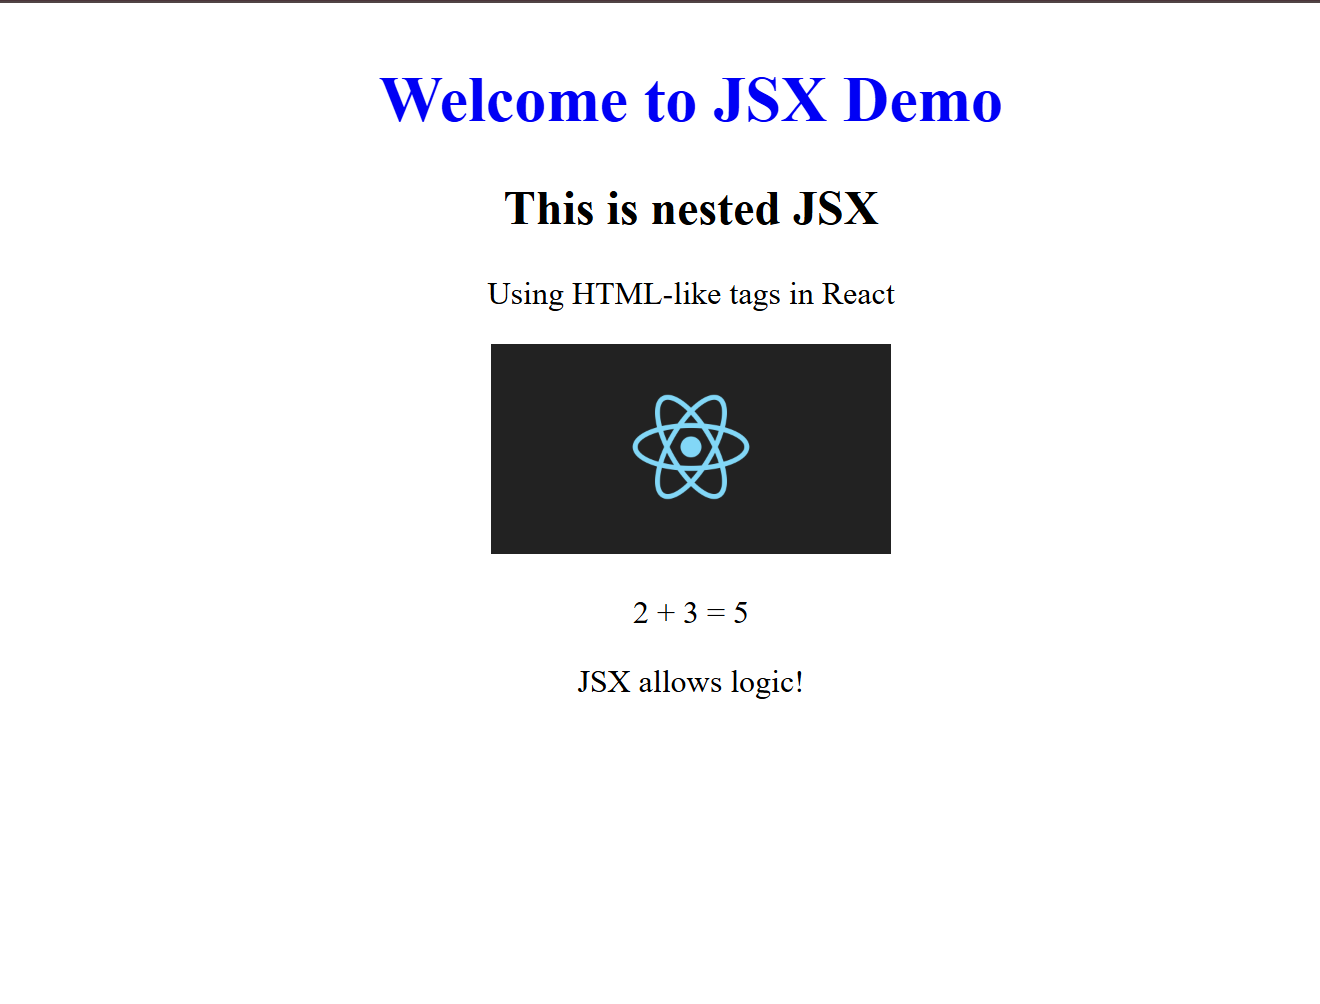 Welcome to JSX Demo
This is nested JSX
Using HTML-like tags in React
2 + 3 = 5
JSX allows logic!